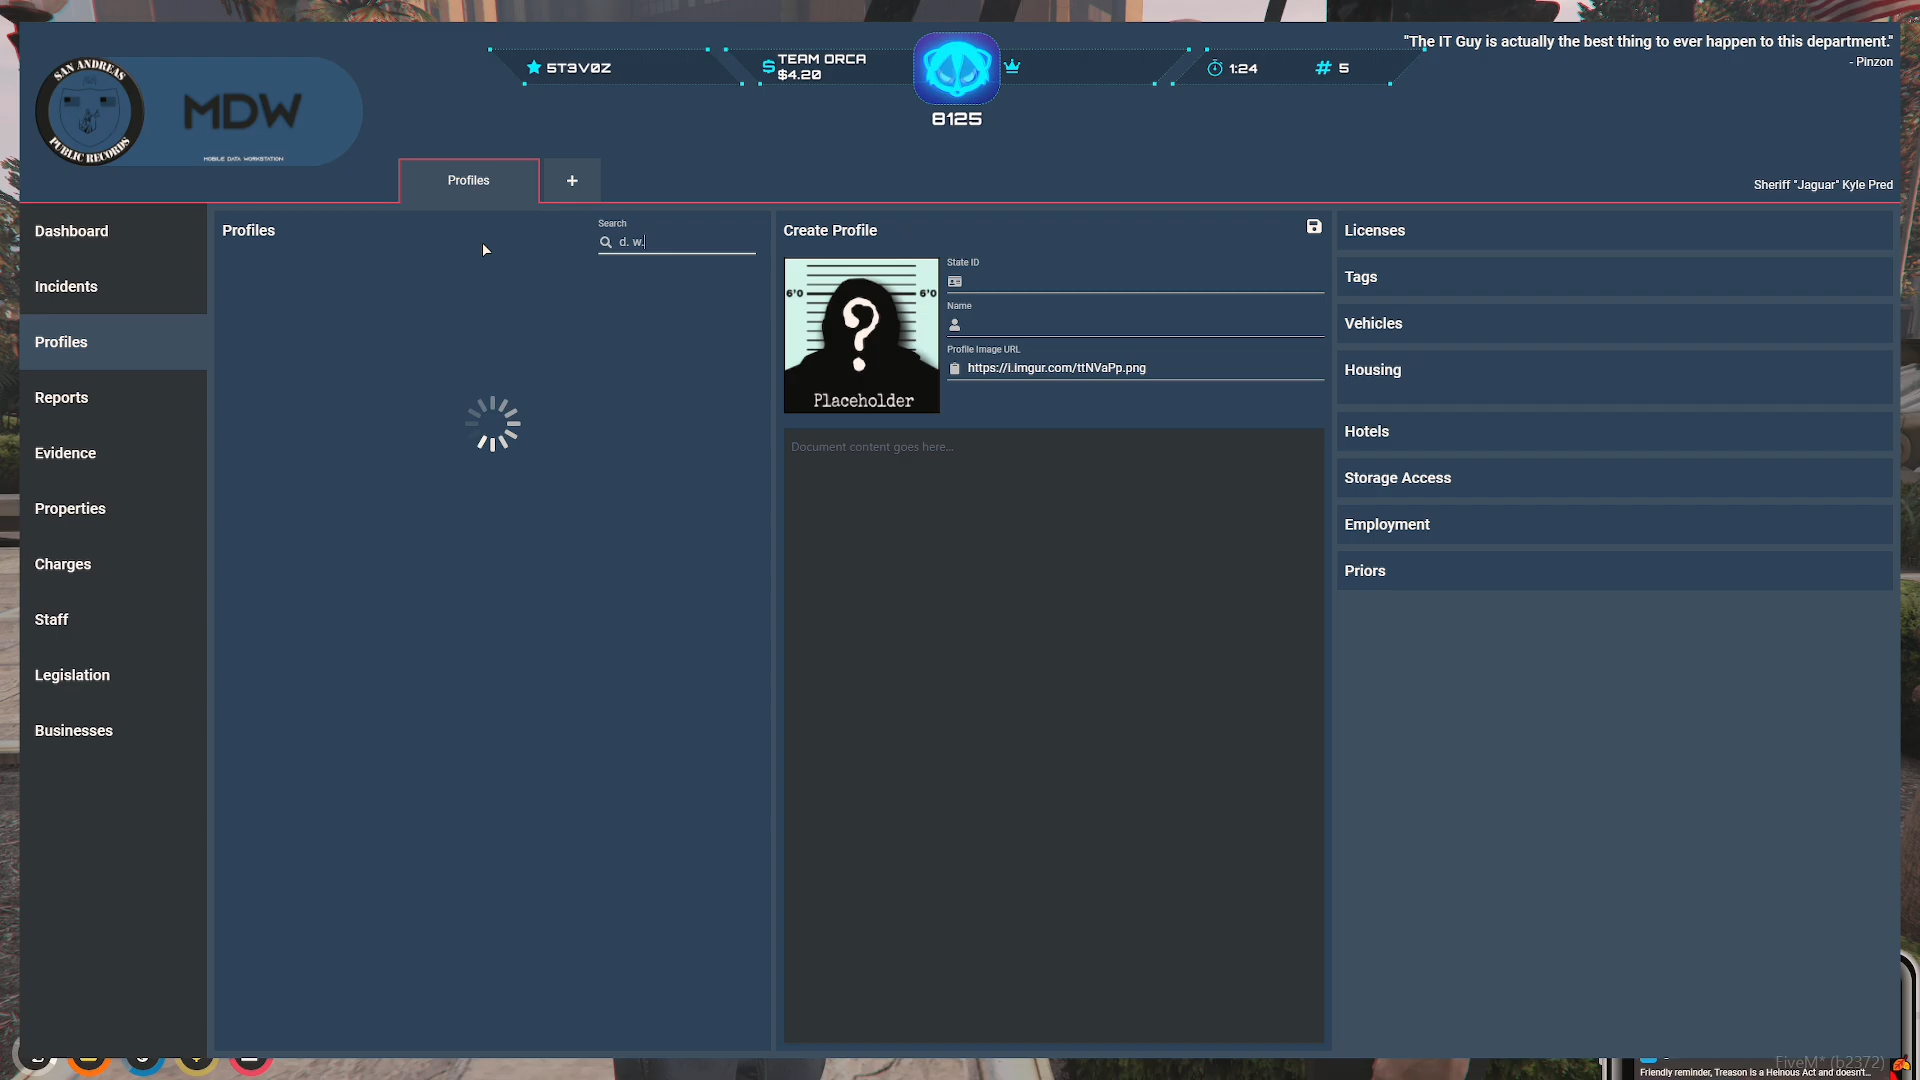 "The IT Guy is actually the best thing to ever happen to this department."
- Pinzon
5T3V0Z
TEAM ORCA
$4.20
8125
1:24
# 5
SAN ANDREAS
PUBLIC RECORDS
MDW
MOBILE DATA WORKSTATION
Profiles
+
Sheriff "Jaguar" Kyle Pred
Dashboard
Incidents
Profiles
Reports
Evidence
Properties
Charges
Staff
Legislation
Businesses
Profiles
Search
d. w.
Create Profile
6'0
6'0
?
Placeholder
State ID
Name
Profile Image URL
https://i.imgur.com/ttNVaPp.png
Document content goes here...
Licenses
Tags
Vehicles
Housing
Hotels
Storage Access
Employment
Priors
FiveM* (b2372)
Friendly reminder, Treason is a Heinous Act and doesn't...